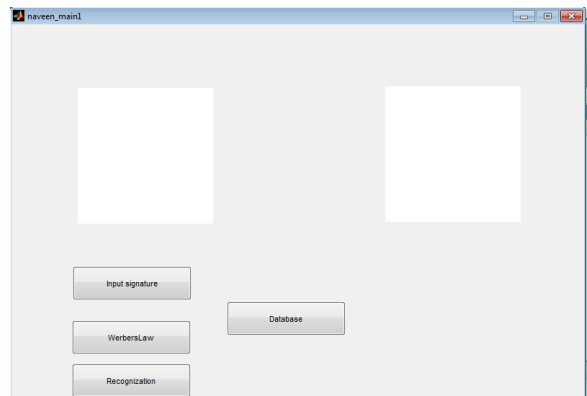 naveen_main1
Input signature
Database
WerbersLaw
Recognization